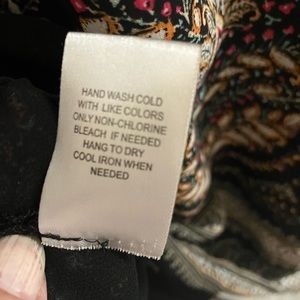 HAND WASH COLD
WITH LIKE COLORS
ONLY NON-CHLORINE
BLEACH IF NEEDED
HANG TO DRY
COOL IRON WHEN
NEEDED